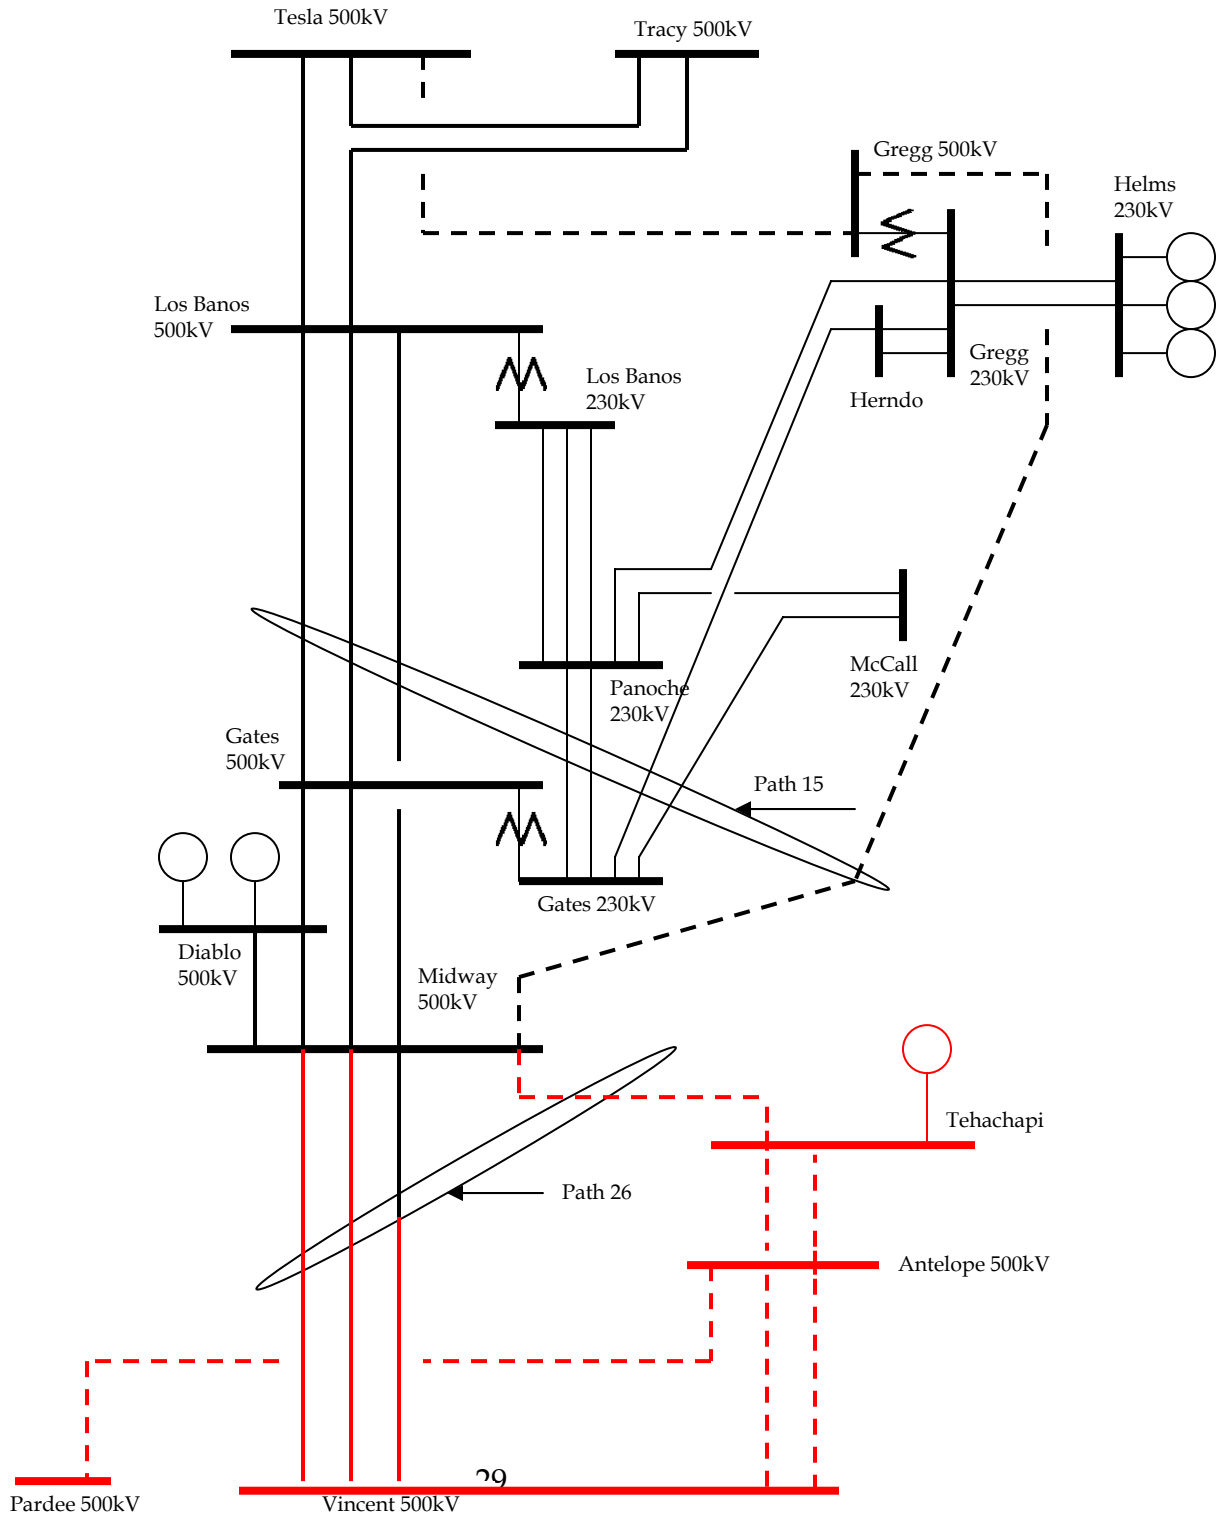 Tesla 500kV
Tracy 500kV
Gregg 500kV
Helms
230kV
Los Banos
500kV
Gregg
230kV
Los Banos
230kV
Herndo
McCall
230kV
Panoche
230kV
Gates
500kV
Path 15
Gates 230kV
Diablo
500kV
Midway
500kV
Tehachapi
Path 26
Antelope 500kV
29
Pardee 500kV
Vincent 500kV